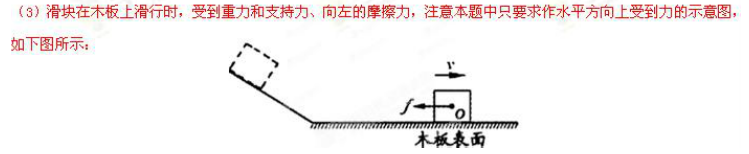 （3）滑块在木板上滑行时，受到重力和支持力、向左的摩擦力，注意本题中只要求作水平方向上受到力的示意图，
如下图所示：
v
f
O
木板表面